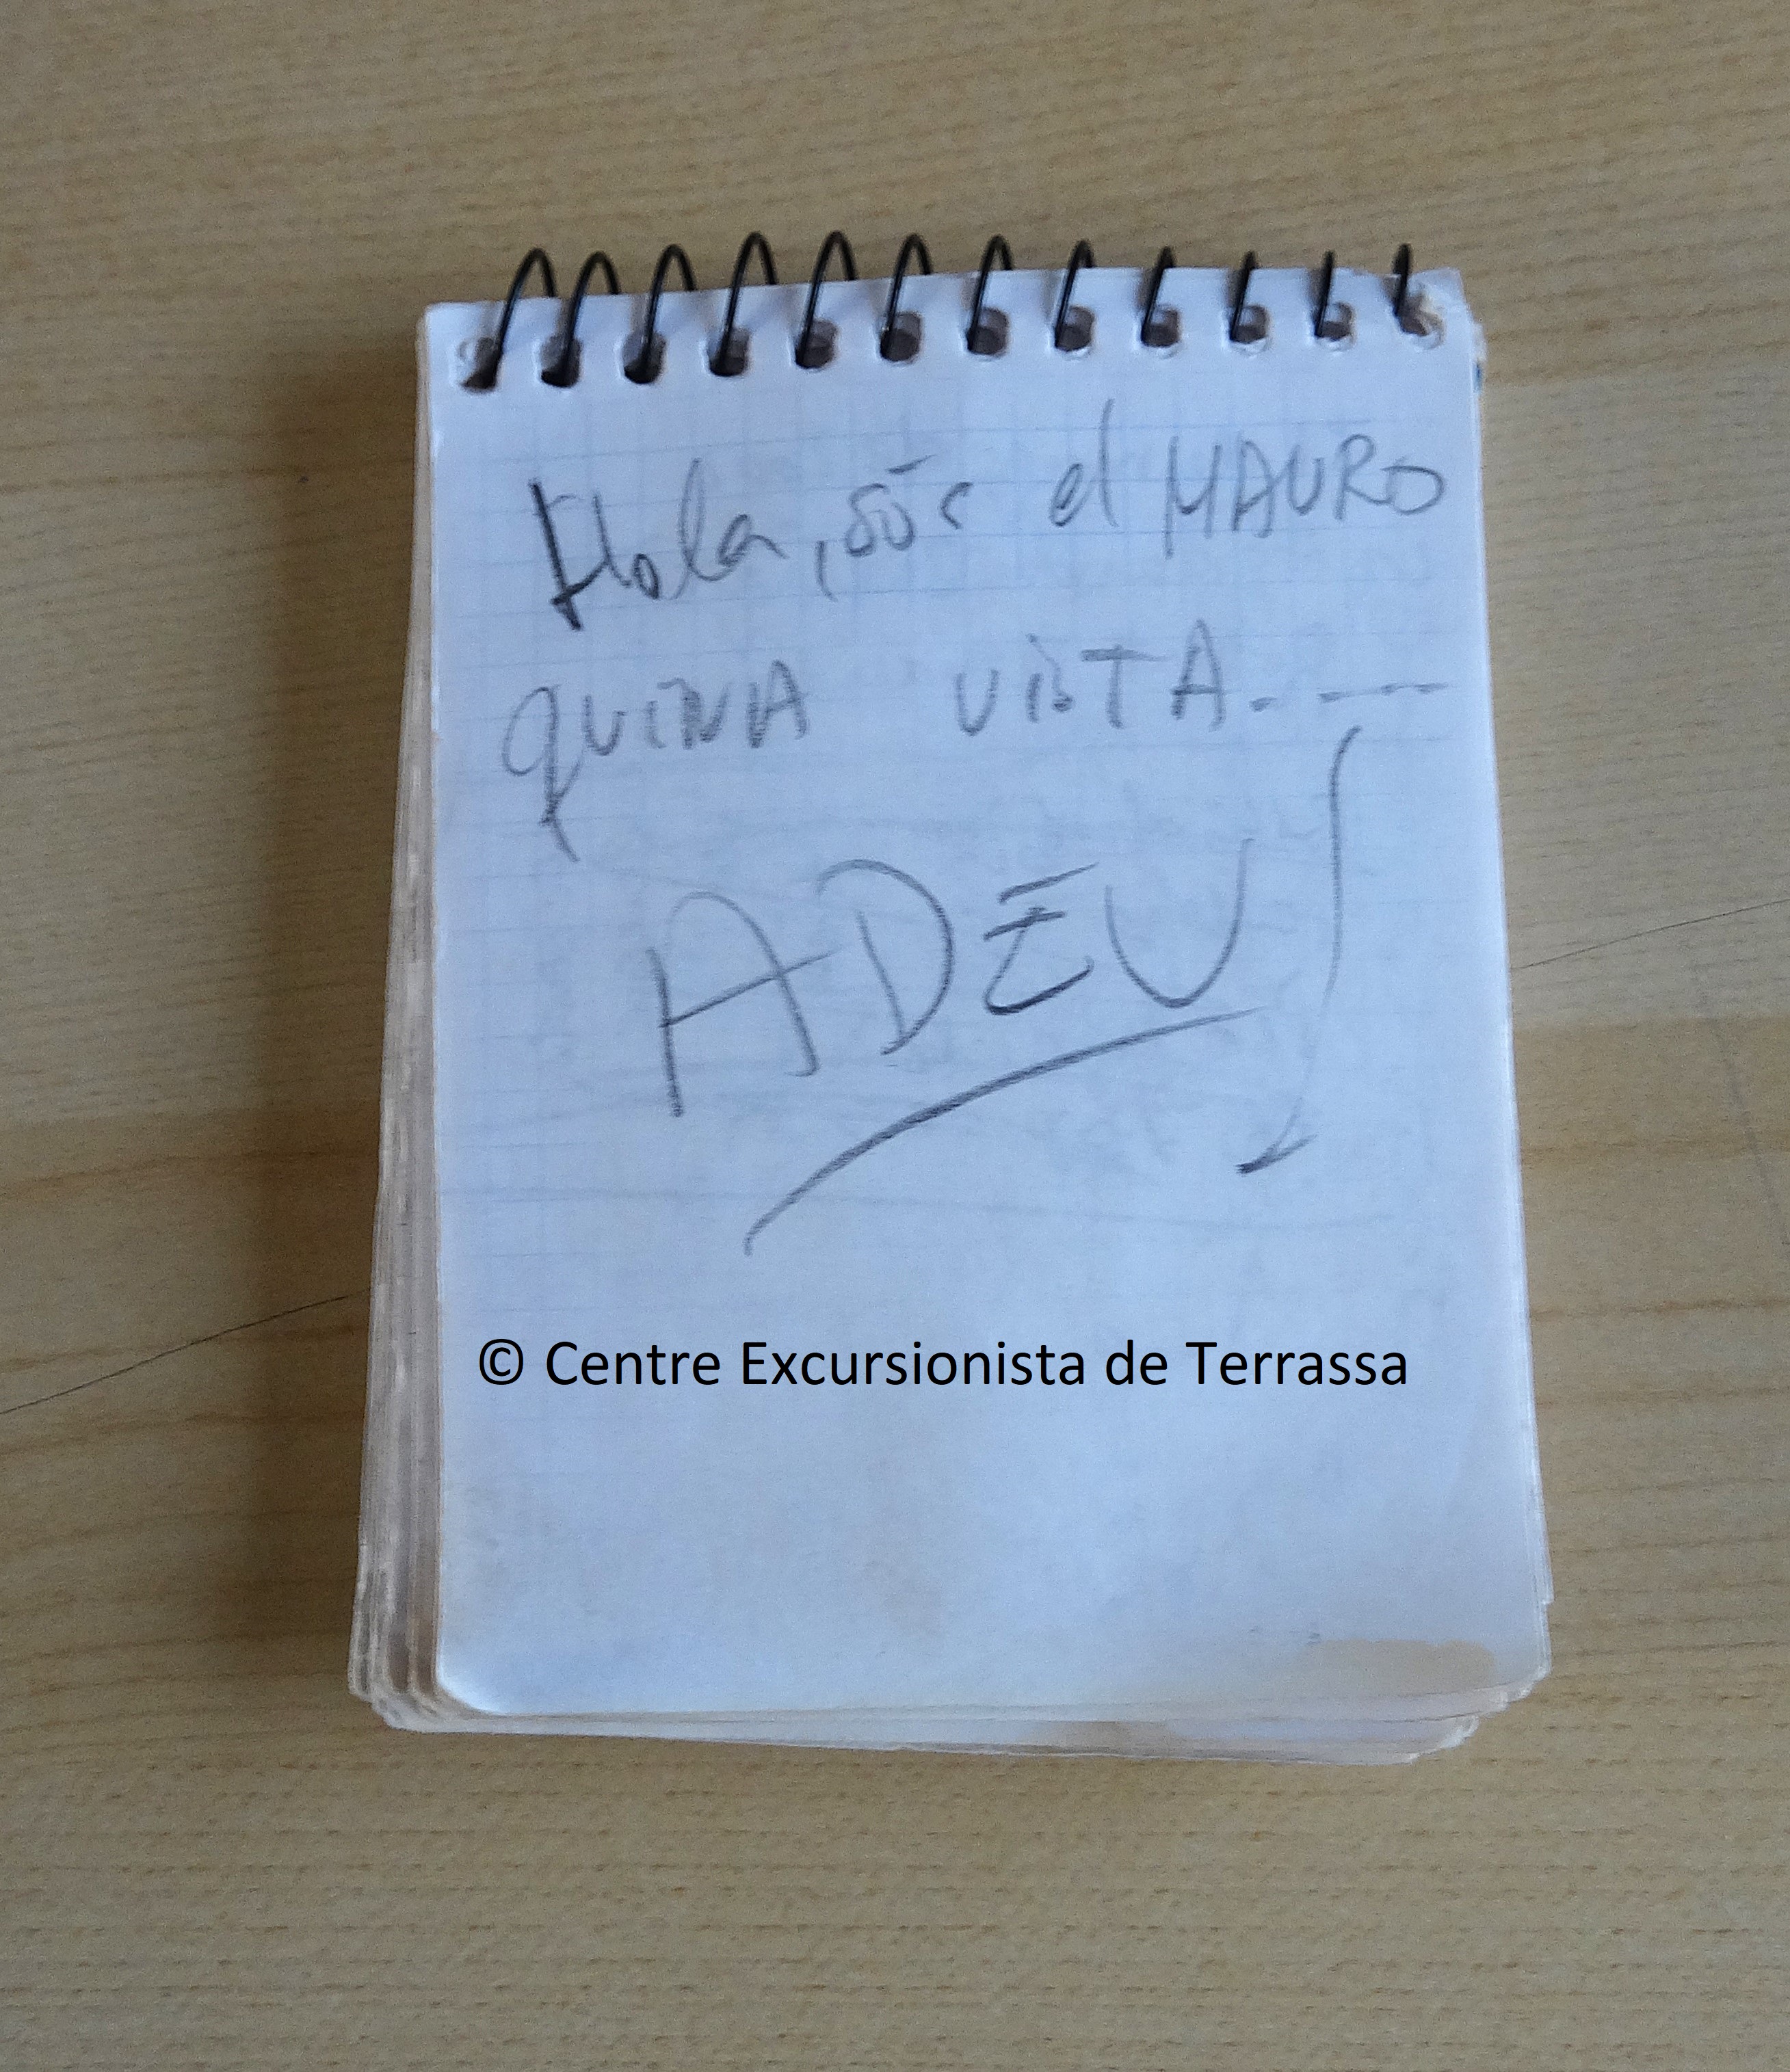 Hola, sóc el MAURO
QUINA VISTA.----
ADEU
© Centre Excursionista de Terrassa